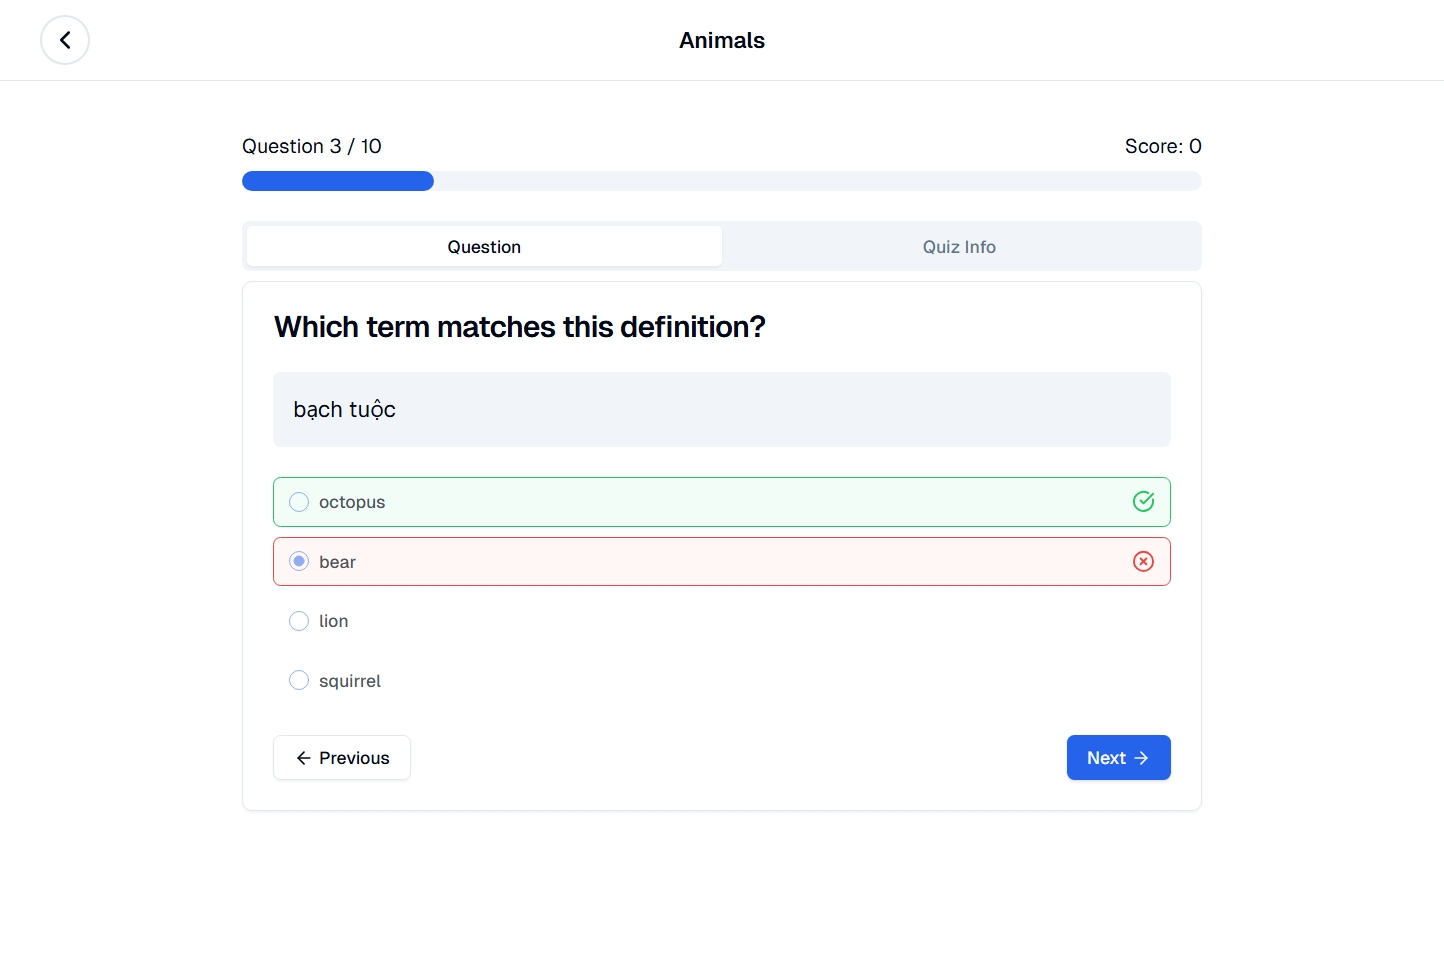 Animals
Question 3 / 10
Score: 0
Question
Quiz Info
Which term matches this definition?
bạch tuộc
octopus
bear
lion
squirrel
Previous
Next